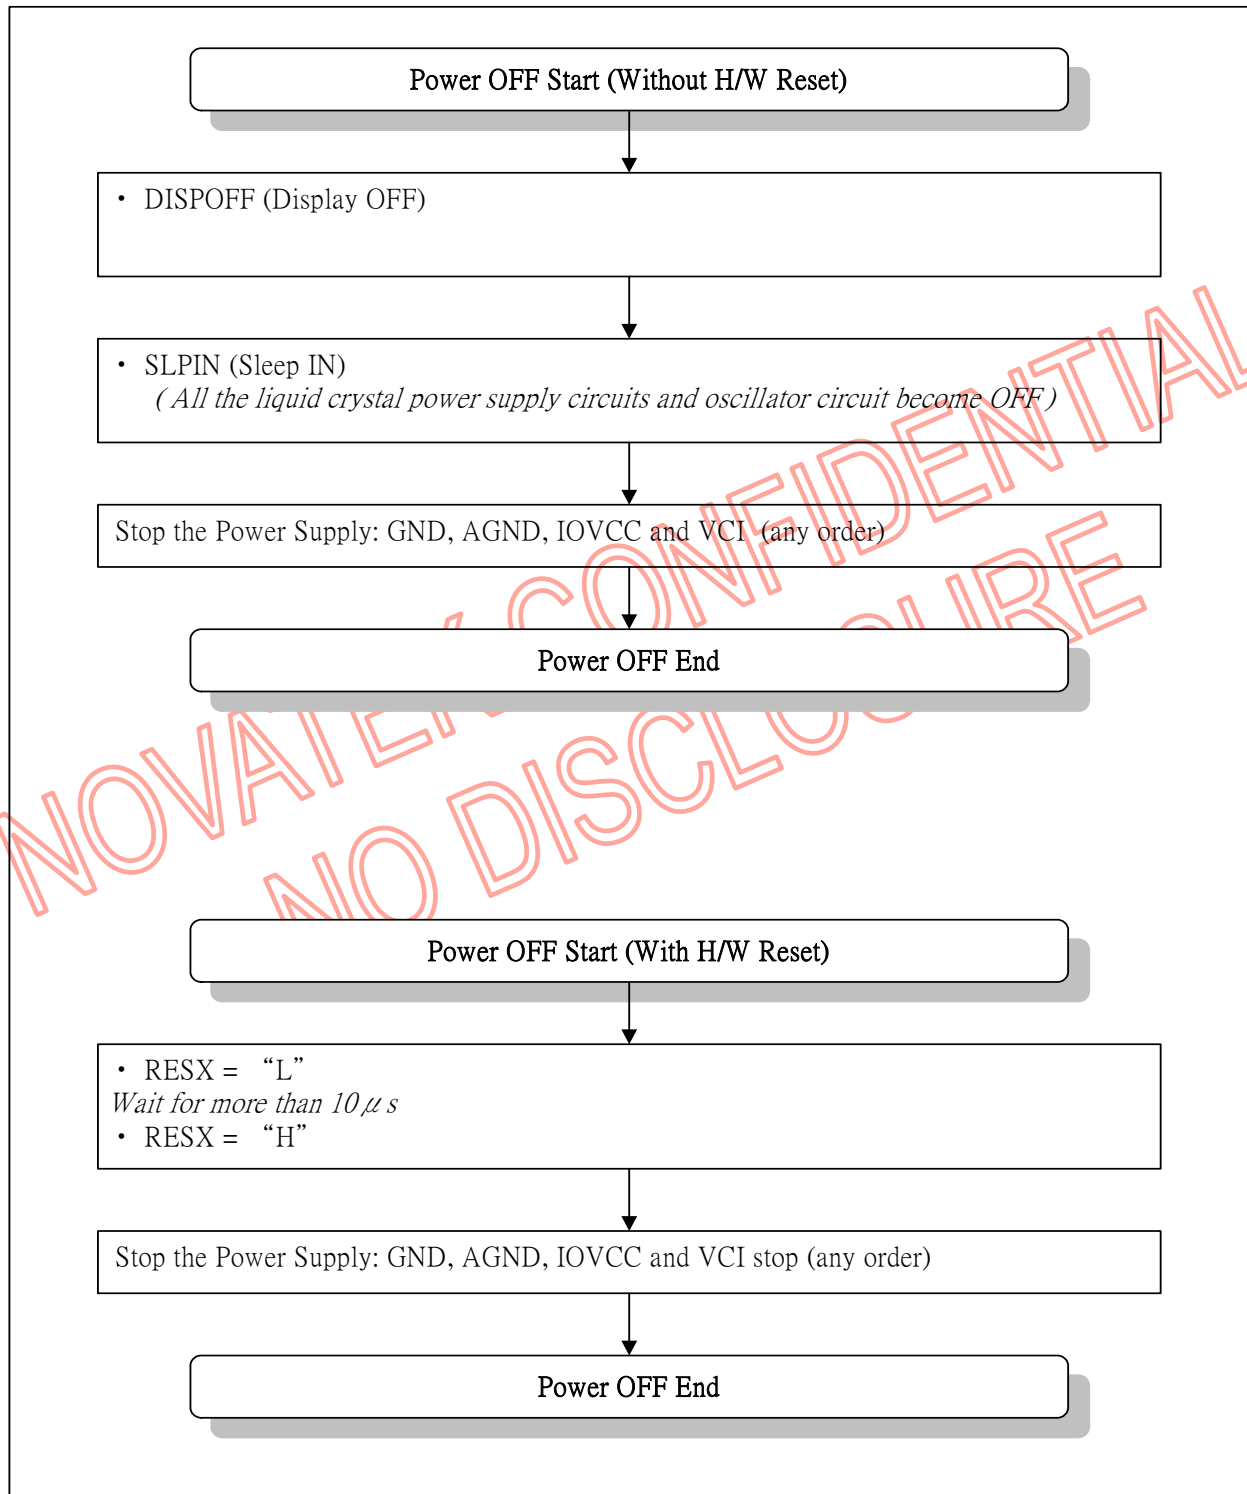 Power OFF Start (Without H/W Reset)
• DISPOFF (Display OFF)
• SLPIN (Sleep IN)
( All the liquid crystal power supply circuits and oscillator circuit become OFF )
Stop the Power Supply: GND, AGND, IOVCC and VCI (any order)
Power OFF End
NOVATEK CONFIDENTIAL
NO DISCLOSURE
Power OFF Start (With H/W Reset)
• RESX = “L”
Wait for more than 10μs
• RESX = “H”
Stop the Power Supply: GND, AGND, IOVCC and VCI stop (any order)
Power OFF End